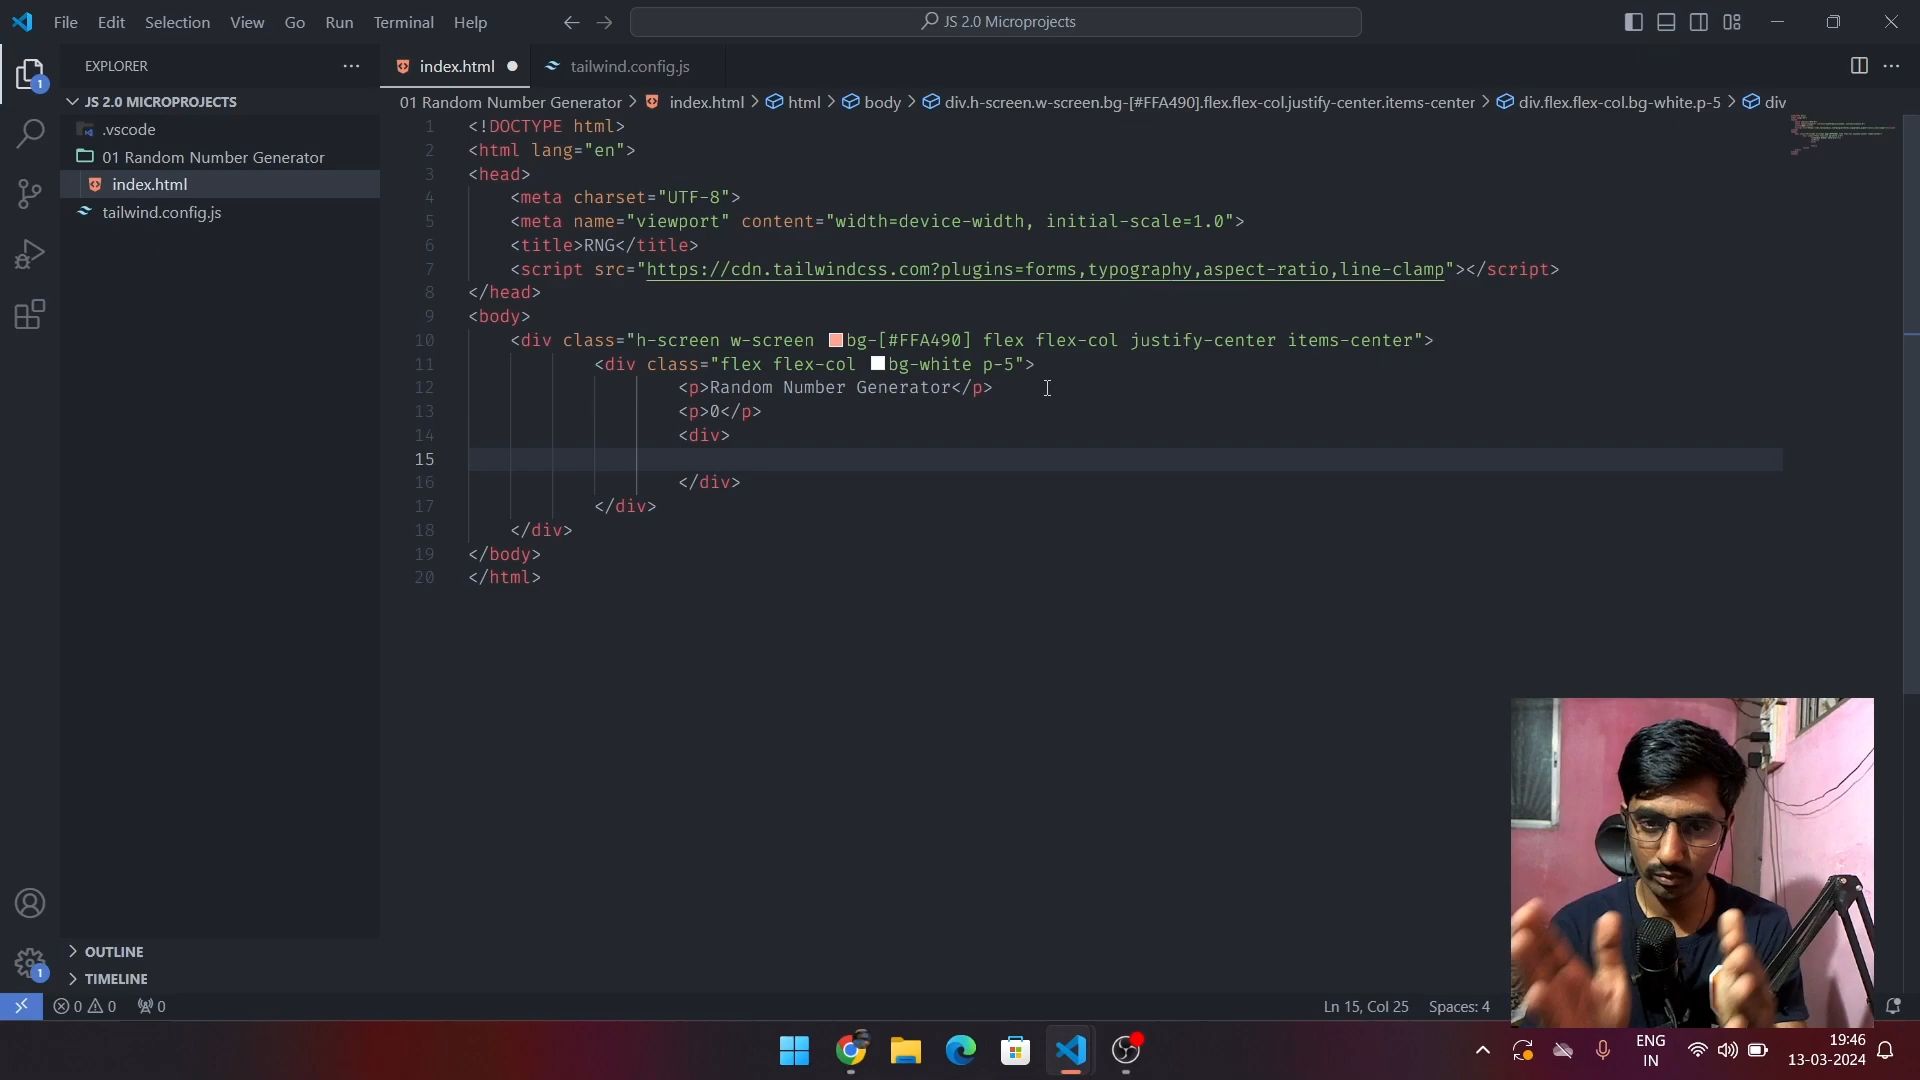 File Edit Selection View Go Run Terminal Help
JS 2.0 Microprojects
EXPLORER
index.html
tailwind.config.js
JS 2.0 MICROPROJECTS
01 Random Number Generator > index.html > html > body > div.h-screen.w-screen.bg-[#FFA490].flex.flex-col.justify-center.items-center > div.flex.flex-col.bg-white.p-5 > div
.vscode
01 Random Number Generator
index.html
tailwind.config.js
1 <!DOCTYPE html>
2 <html lang="en">
3 <head>
4 <meta charset="UTF-8">
5 <meta name="viewport" content="width=device-width, initial-scale=1.0">
6 <title>RNG</title>
7 <script src="https://cdn.tailwindcss.com?plugins=forms,typography,aspect-ratio,line-clamp"></script>
8 </head>
9 <body>
10 <div class="h-screen w-screen bg-[#FFA490] flex flex-col justify-center items-center">
11 <div class="flex flex-col bg-white p-5">
12 <p>Random Number Generator</p>
13 <p>0</p>
14 <div>
15
16 </div>
17 </div>
18 </div>
19 </body>
20 </html>
1
1
OUTLINE
TIMELINE
0 0 0
Ln 15, Col 25 Spaces: 4
ENG
IN
19:46
13-03-2024